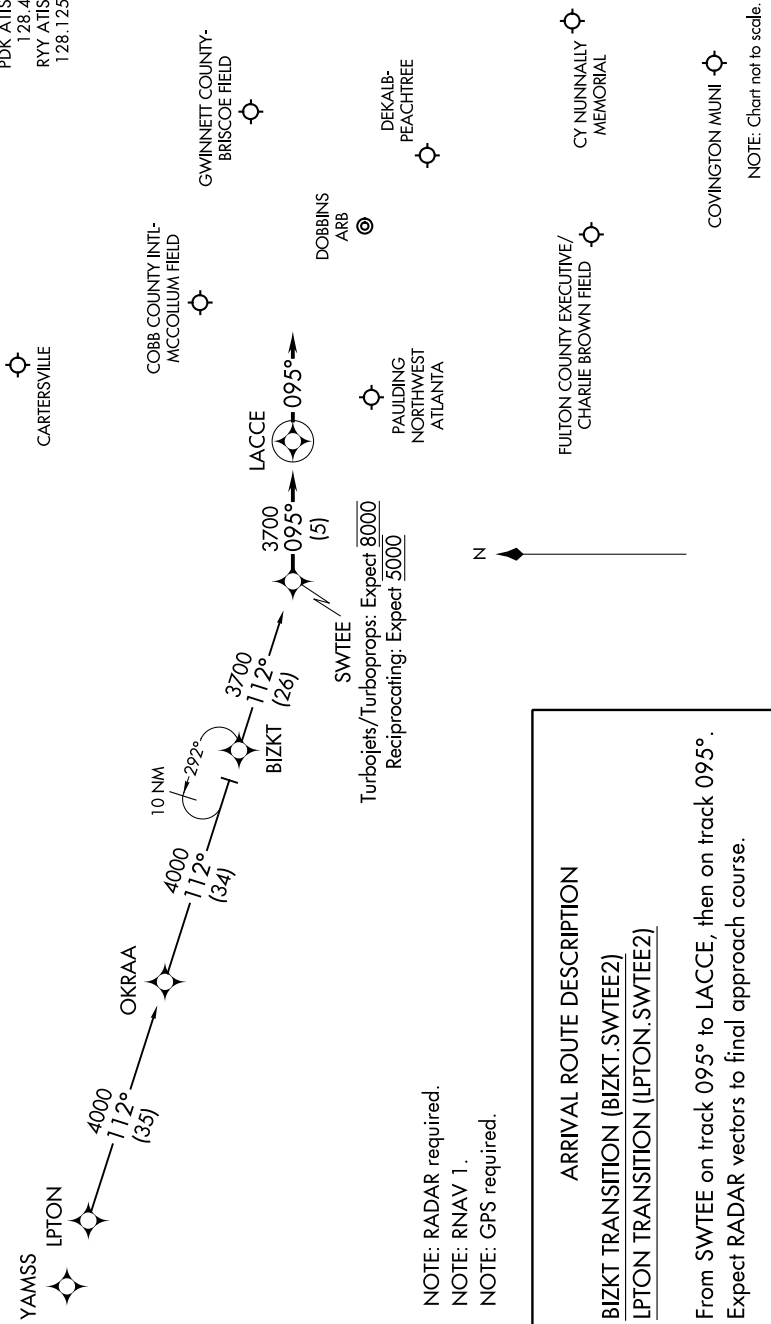 PDK ATIS
128.4
RYY ATIS
128.125
CARTERSVILLE
COBB COUNTY INTL-
MCCOLLUM FIELD
GWINNETT COUNTY-
BRISCOE FIELD
DOBBINS
ARB
DEKALB-
PEACHTREE
PAULDING
NORTHWEST
ATLANTA
FULTON COUNTY EXECUTIVE/
CHARLIE BROWN FIELD
CY NUNNALLY
MEMORIAL
COVINGTON MUNI
NOTE: Chart not to scale.
YAMSS
LPTON
4000
112°
(35)
OKRAA
4000
112°
(34)
10 NM
292°
BIZKT
3700
112°
(26)
SWTEE
Turbojets/Turboprops: Expect 8000
Reciprocating: Expect 5000
3700
095°
(5)
LACCE
095°
N
NOTE: RADAR required.
NOTE: RNAV 1.
NOTE: GPS required.
ARRIVAL ROUTE DESCRIPTION
BIZKT TRANSITION (BIZKT.SWTEE2)
LPTON TRANSITION (LPTON.SWTEE2)
From SWTEE on track 095° to LACCE, then on track 095°.
Expect RADAR vectors to final approach course.